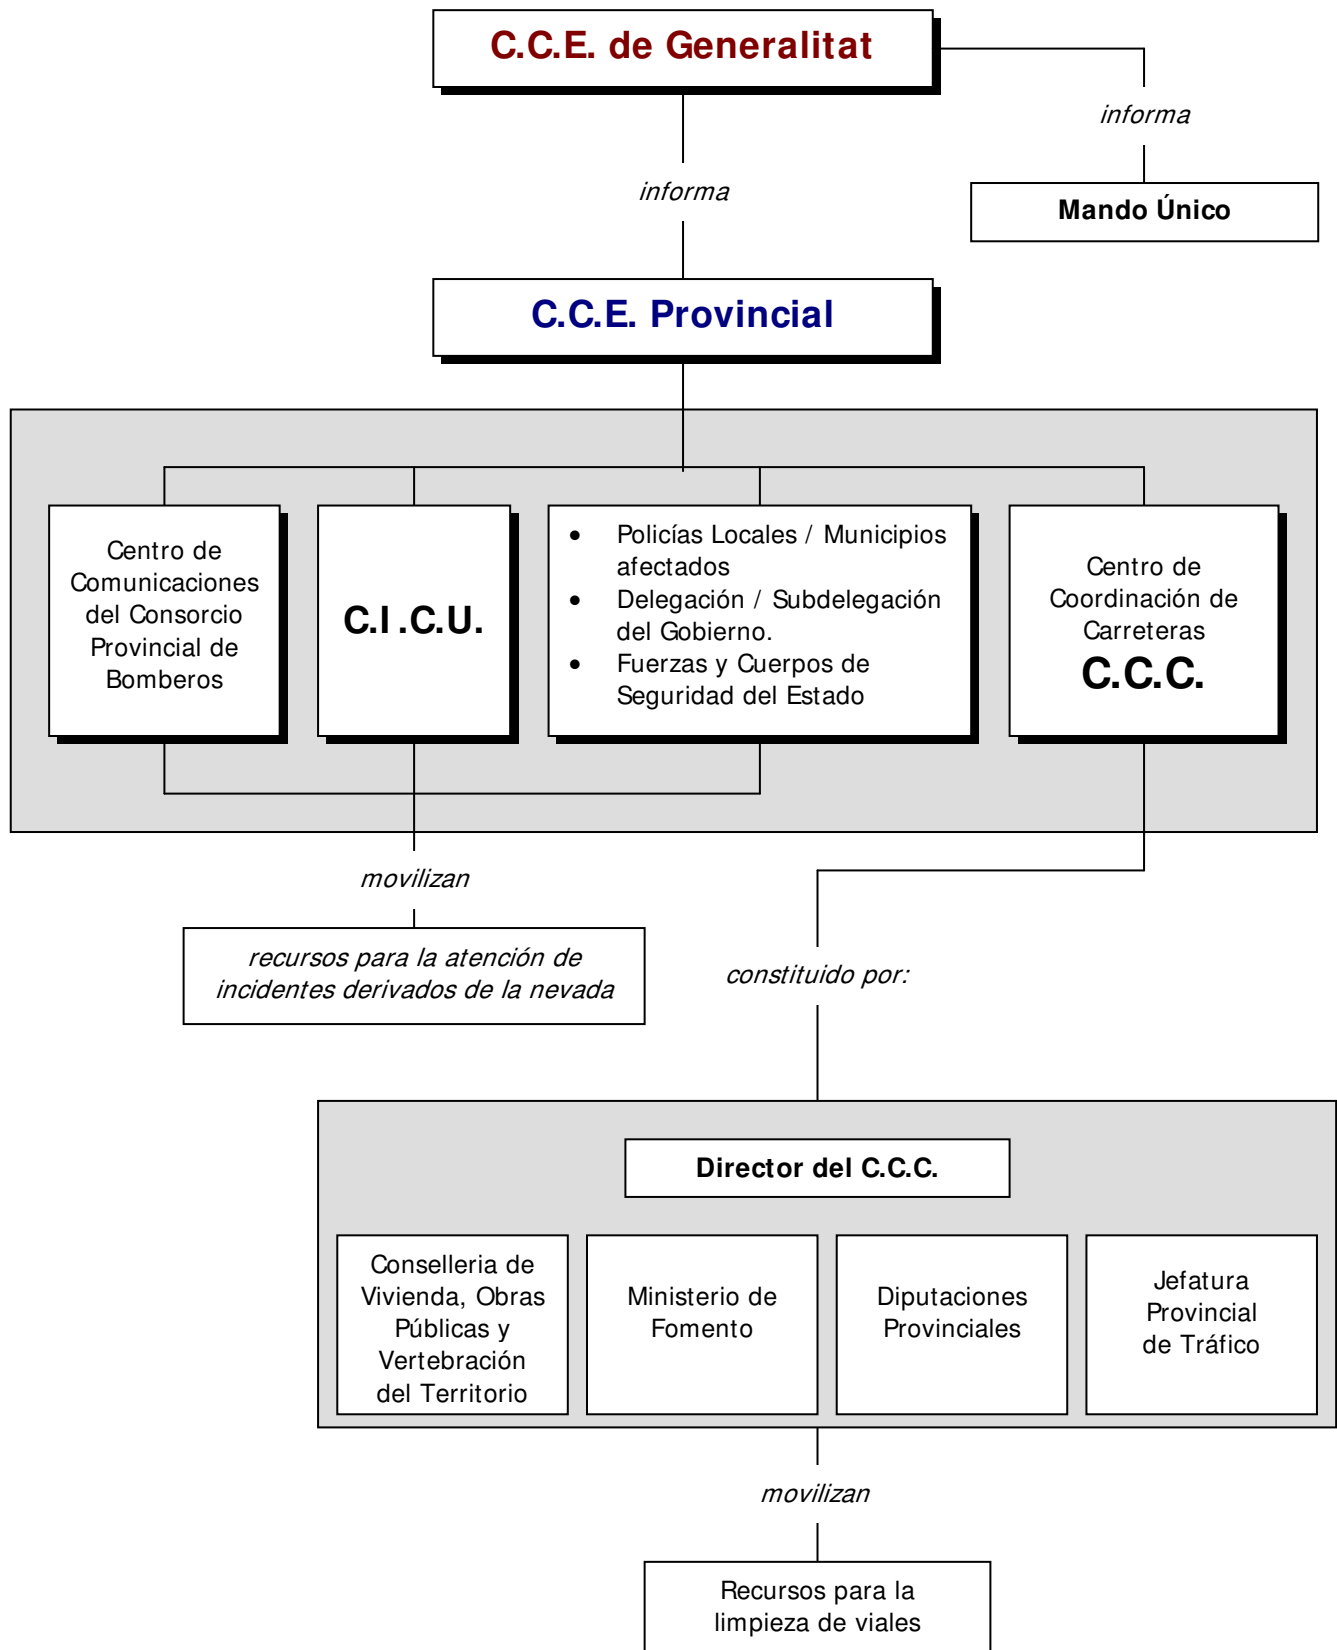 C.C.E. de Generalitat
informa
Mando Único
informa
C.C.E. Provincial
Centro de
Comunicaciones
del Consorcio
Provincial de
Bomberos
C.I.C.U.
• Policías Locales / Municipios
afectados
• Delegación / Subdelegación
del Gobierno.
• Fuerzas y Cuerpos de
Seguridad del Estado
Centro de
Coordinación de
Carreteras
C.C.C.
movilizan
recursos para la atención de
incidentes derivados de la nevada
constituido por:
Director del C.C.C.
Conselleria de
Vivienda, Obras
Públicas y
Vertebración
del Territorio
Ministerio de
Fomento
Diputaciones
Provinciales
Jefatura
Provincial
de Tráfico
movilizan
Recursos para la
limpieza de viales